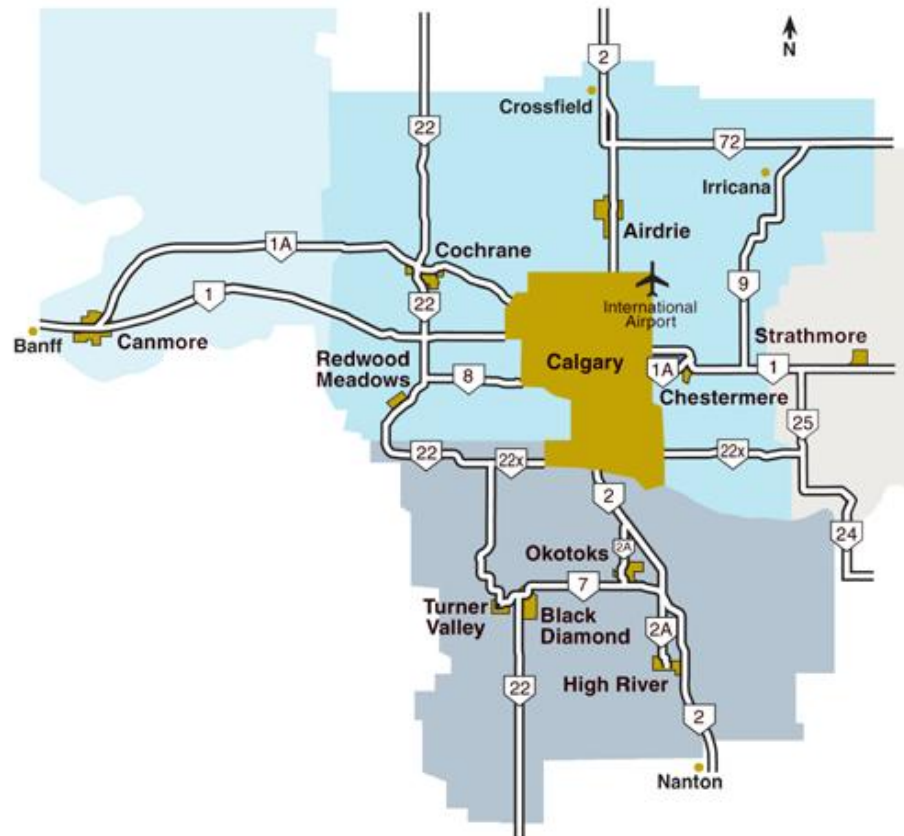 N
2
Crossfield
22
72
Irricana
Airdrie
1A
Cochrane
International
Airport
9
1
22
Strathmore
Banff
Canmore
Redwood
Meadows
8
Calgary
1A
1
Chestermere
25
22
22x
22x
2
24
2A
Okotoks
7
Turner
Valley
Black
Diamond
2A
High River
22
2
Nanton